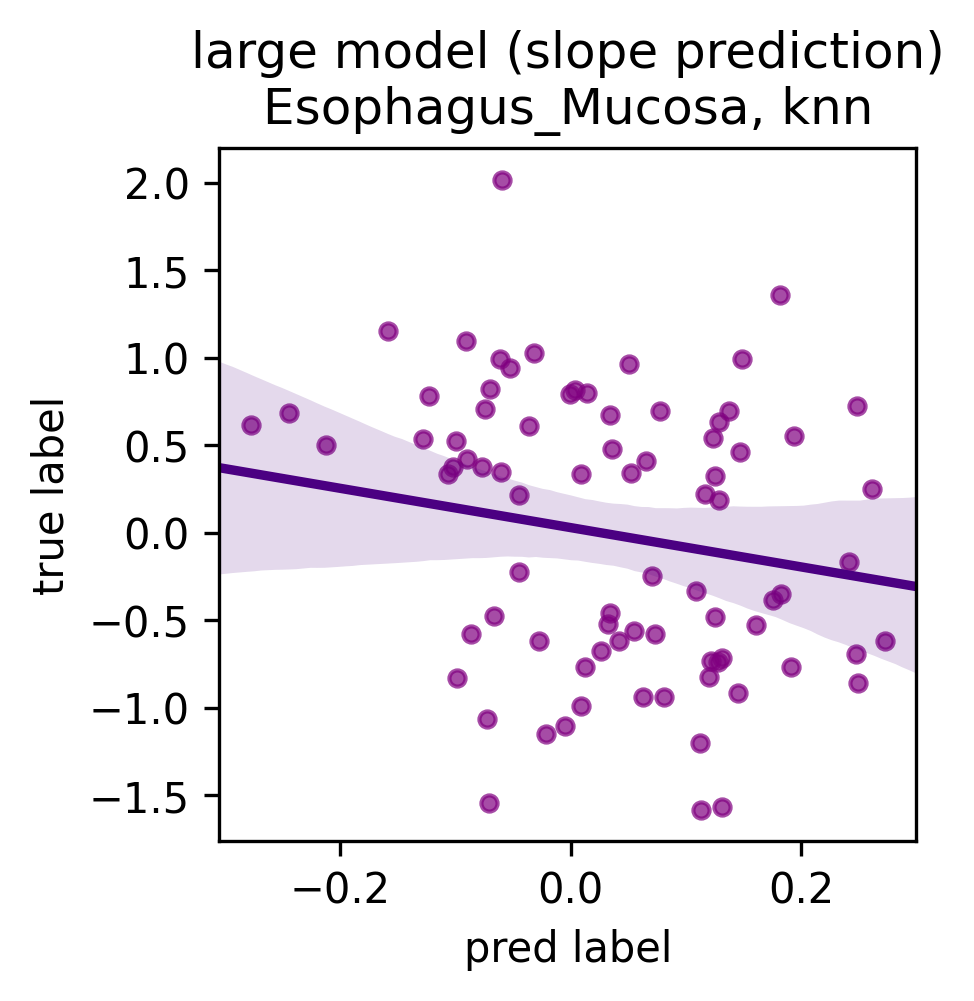 large model (slope prediction)
Esophagus_Mucosa, knn
2.0
1.5
1.0
0.5
0.0
−0.5
−1.0
−1.5
true label
−0.2
0.0
0.2
pred label